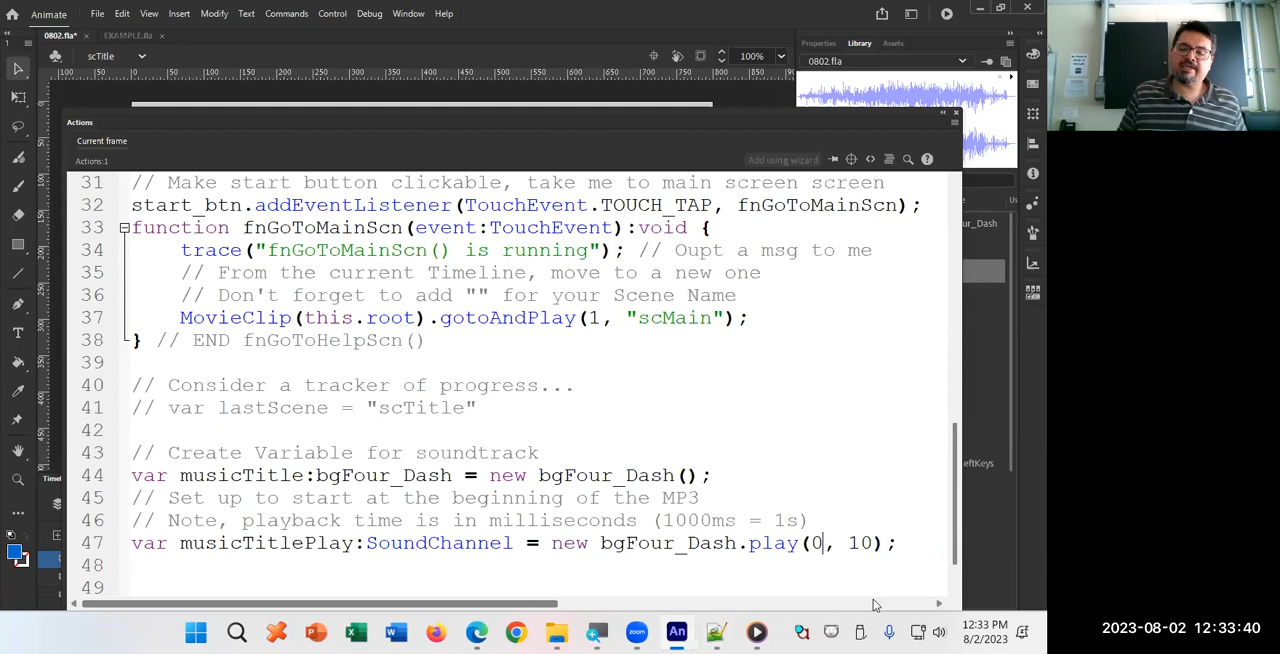 Animate
File Edit View Insert Modify Text Commands Control Debug Window Help
0802.fla* × EXAMPLE.fla ×
scTitle
100%
Properties Library Assets
0802.fla
Actions
Current frame
Actions:1
Add using wizard
31 // Make start button clickable, take me to main screen screen
32 start_btn.addEventListener(TouchEvent.TOUCH_TAP, fnGoToMainScn);
33 function fnGoToMainScn(event:TouchEvent):void {
34 trace("fnGoToMainScn() is running"); // Oupt a msg to me
35 // From the current Timeline, move to a new one
36 // Don't forget to add "" for your Scene Name
37 MovieClip(this.root).gotoAndPlay(1, "scMain");
38 } // END fnGoToHelpScn()
39
40 // Consider a tracker of progress...
41 // var lastScene = "scTitle"
42
43 // Create Variable for soundtrack
44 var musicTitle:bgFour_Dash = new bgFour_Dash();
45 // Set up to start at the beginning of the MP3
46 // Note, playback time is in milliseconds (1000ms = 1s)
47 var musicTitlePlay:SoundChannel = new bgFour_Dash.play(0, 10);
48
49
Us
r_Dash
eftKeys
Timel
12:33 PM
8/2/2023
2023-08-02 12:33:40